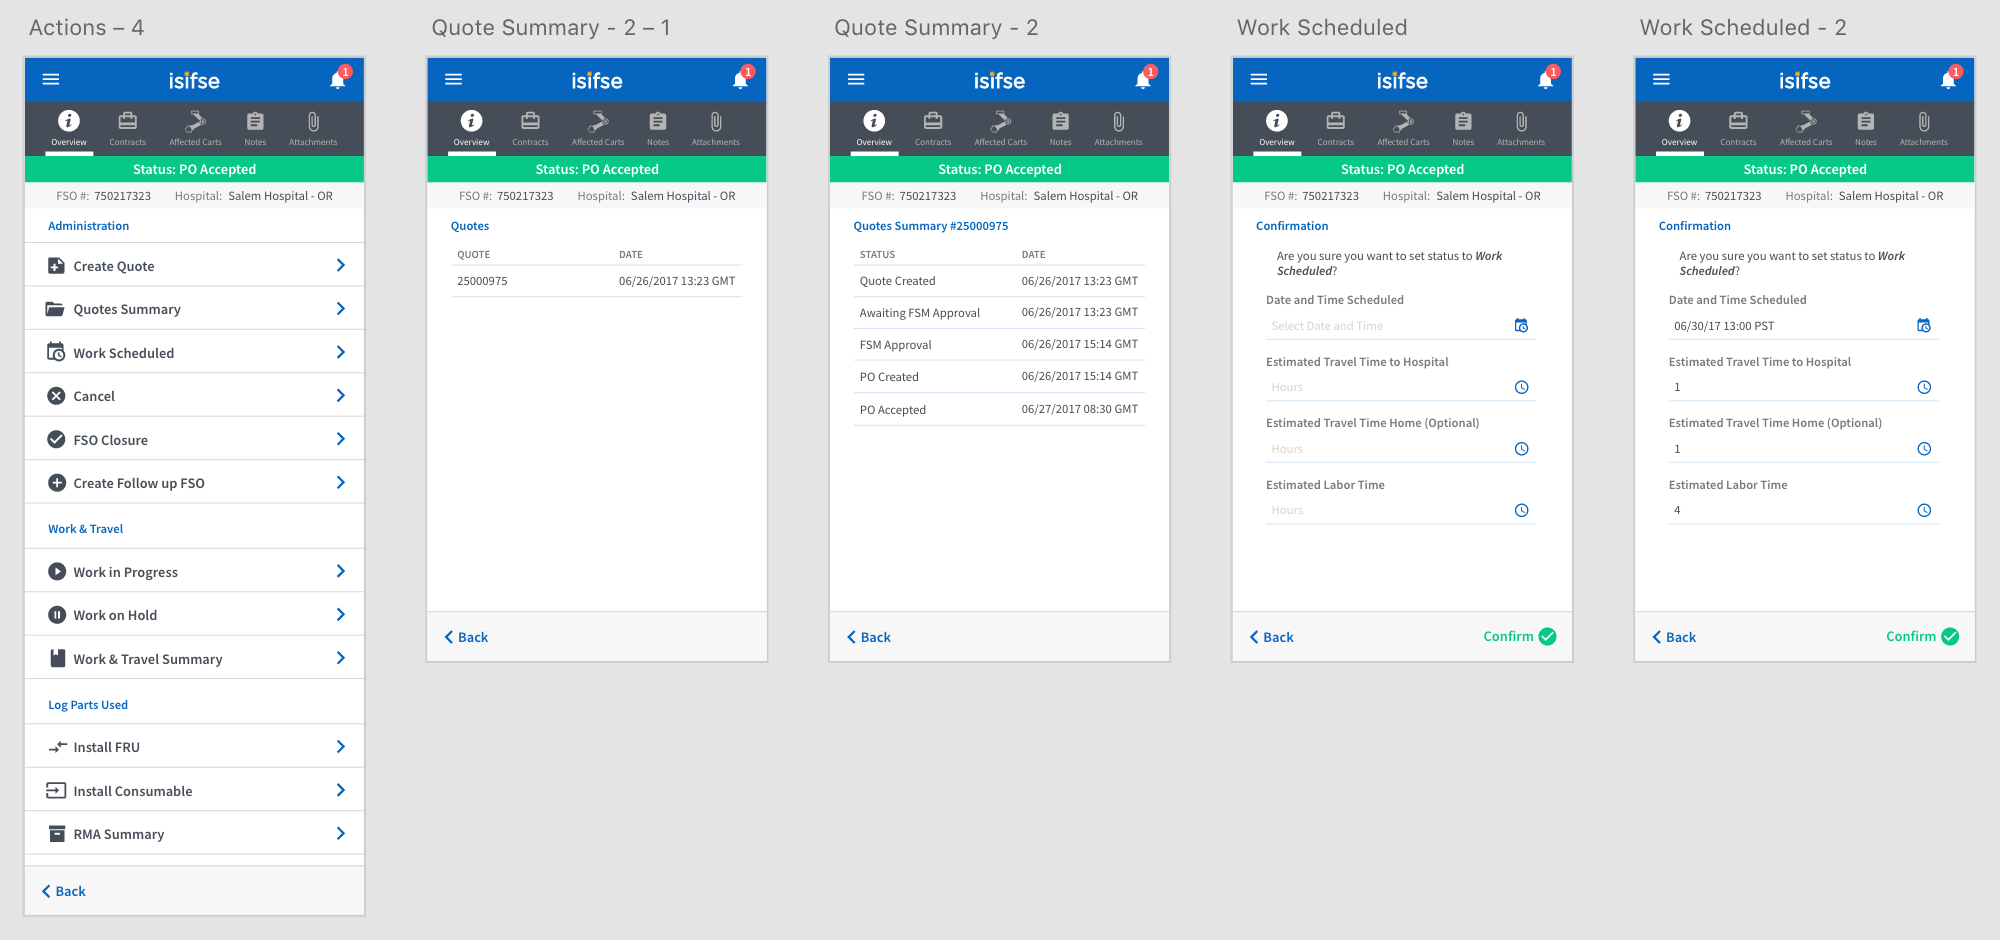 Actions – 4
isifse
1
Overview Contracts Affected Carts Notes Attachments
Status: PO Accepted
FSO #: 750217323 Hospital: Salem Hospital - OR
Administration
Create Quote
Quotes Summary
Work Scheduled
Cancel
FSO Closure
Create Follow up FSO
Work & Travel
Work in Progress
Work on Hold
Work & Travel Summary
Log Parts Used
Install FRU
Install Consumable
RMA Summary
Back
Quote Summary - 2 – 1
isifse
1
Overview Contracts Affected Carts Notes Attachments
Status: PO Accepted
FSO #: 750217323 Hospital: Salem Hospital - OR
Quotes
QUOTE DATE
25000975 06/26/2017 13:23 GMT
Back
Quote Summary - 2
isifse
1
Overview Contracts Affected Carts Notes Attachments
Status: PO Accepted
FSO #: 750217323 Hospital: Salem Hospital - OR
Quotes Summary #25000975
STATUS DATE
Quote Created 06/26/2017 13:23 GMT
Awaiting FSM Approval 06/26/2017 13:23 GMT
FSM Approval 06/26/2017 15:14 GMT
PO Created 06/26/2017 15:14 GMT
PO Accepted 06/27/2017 08:30 GMT
Back
Work Scheduled
isifse
1
Overview Contracts Affected Carts Notes Attachments
Status: PO Accepted
FSO #: 750217323 Hospital: Salem Hospital - OR
Confirmation
Are you sure you want to set status to Work
Scheduled?
Date and Time Scheduled
Select Date and Time
Estimated Travel Time to Hospital
Hours
Estimated Travel Time Home (Optional)
Hours
Estimated Labor Time
Hours
Back Confirm
Work Scheduled - 2
isifse
1
Overview Contracts Affected Carts Notes Attachments
Status: PO Accepted
FSO #: 750217323 Hospital: Salem Hospital - OR
Confirmation
Are you sure you want to set status to Work
Scheduled?
Date and Time Scheduled
06/30/17 13:00 PST
Estimated Travel Time to Hospital
1
Estimated Travel Time Home (Optional)
1
Estimated Labor Time
4
Back Confirm